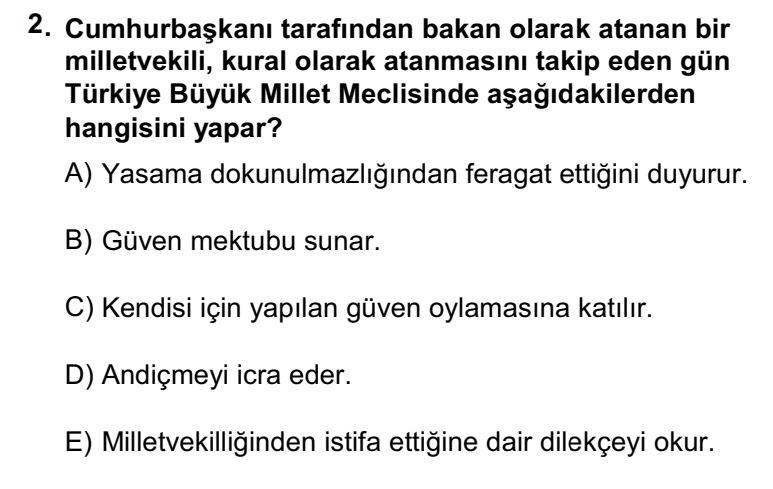 2. Cumhurbaşkanı tarafından bakan olarak atanan bir
milletvekili, kural olarak atanmasını takip eden gün
Türkiye Büyük Millet Meclisinde aşağıdakilerden
hangisini yapar?
A) Yasama dokunulmazlığından feragat ettiğini duyurur.
B) Güven mektubu sunar.
C) Kendisi için yapılan güven oylamasına katılır.
D) Andiçmeyi icra eder.
E) Milletvekilliğinden istifa ettiğine dair dilekçeyi okur.